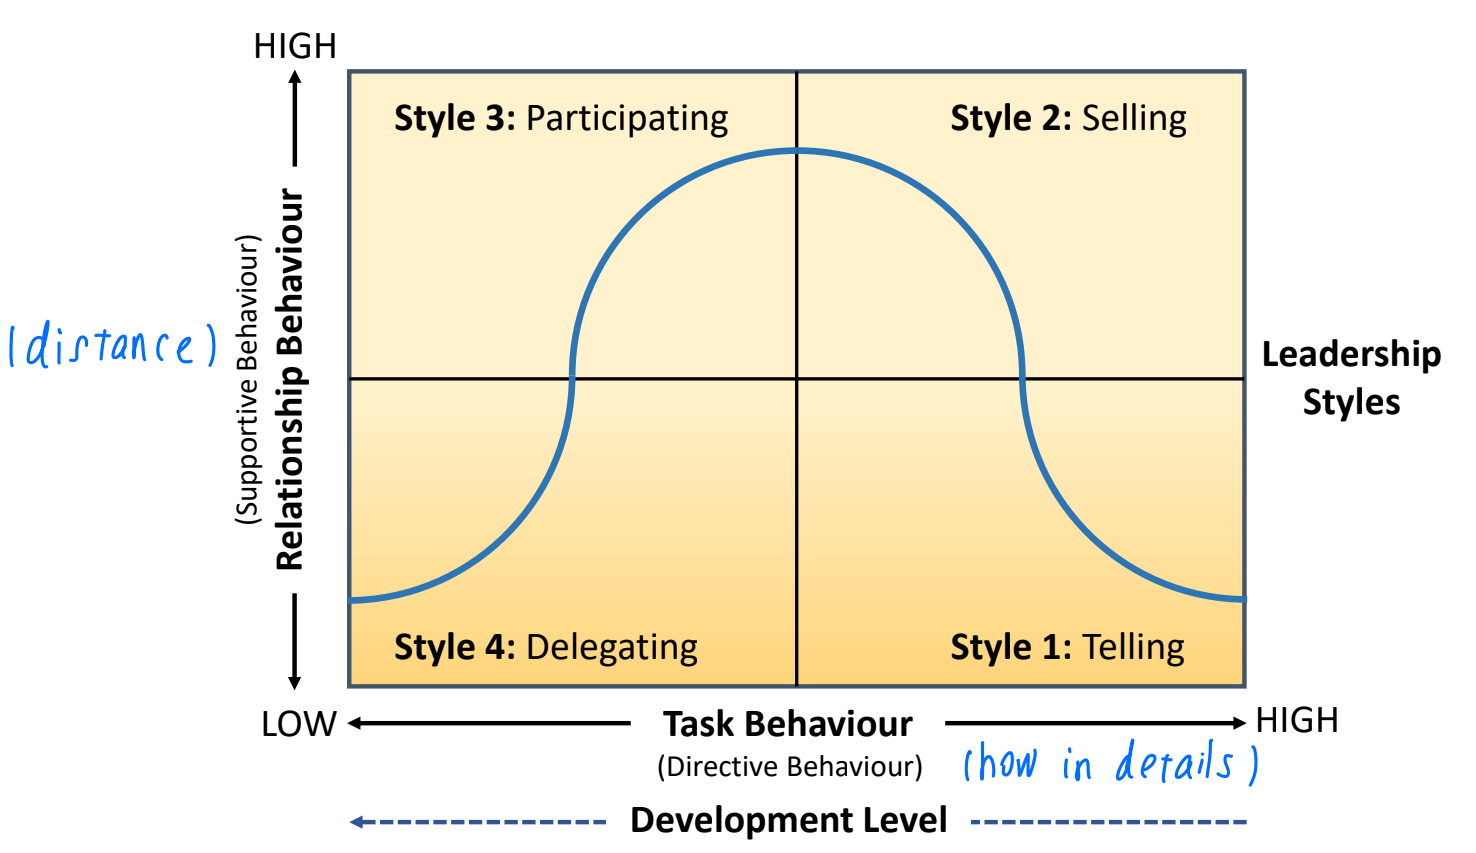 HIGH
Style 3: Participating
Style 2: Selling
(distance)
(Supportive Behaviour)
Relationship Behaviour
Leadership
Styles
Style 4: Delegating
Style 1: Telling
LOW
Task Behaviour
HIGH
(Directive Behaviour)
(how in details)
Development Level